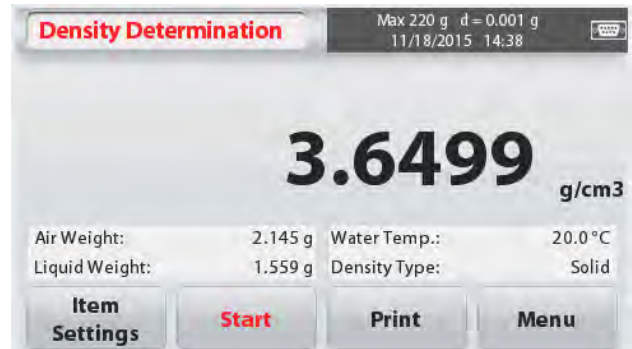 Density Determination
Max 220 g d = 0.001 g
11/18/2015 14:38
3.6499 g/cm3
Air Weight: 2.145 g Water Temp.: 20.0 °C
Liquid Weight: 1.559 g Density Type: Solid
Item
Settings
Start
Print
Menu